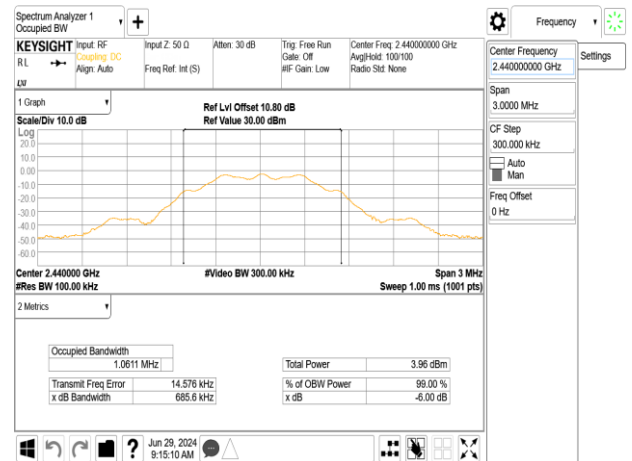 Spectrum Analyzer 1
Occupied BW
Frequency
KEYSIGHT Input: RF Input Z: 50 Ω Atten: 30 dB Trig: Free Run Center Freq: 2.440000000 GHz
RL Coupling: DC Gate: Off Avg|Hold: 100/100
Align: Auto Freq Ref: Int (S) #IF Gain: Low Radio Std: None
Center Frequency
2.440000000 GHz
Settings
Span
3.0000 MHz
CF Step
300.000 kHz
Auto
Man
Freq Offset
0 Hz
1 Graph
Ref Lvl Offset 10.80 dB
Scale/Div 10.0 dB Ref Value 30.00 dBm
Log
20.0
10.0
0.00
-10.0
-20.0
-30.0
-40.0
-50.0
-60.0
Center 2.440000 GHz #Video BW 300.00 kHz Span 3 MHz
#Res BW 100.00 kHz Sweep 1.00 ms (1001 pts)
2 Metrics
Occupied Bandwidth
1.0611 MHz Total Power 3.96 dBm
Transmit Freq Error 14.576 kHz % of OBW Power 99.00 %
x dB Bandwidth 685.6 kHz x dB -6.00 dB
? Jun 29, 2024
9:15:10 AM